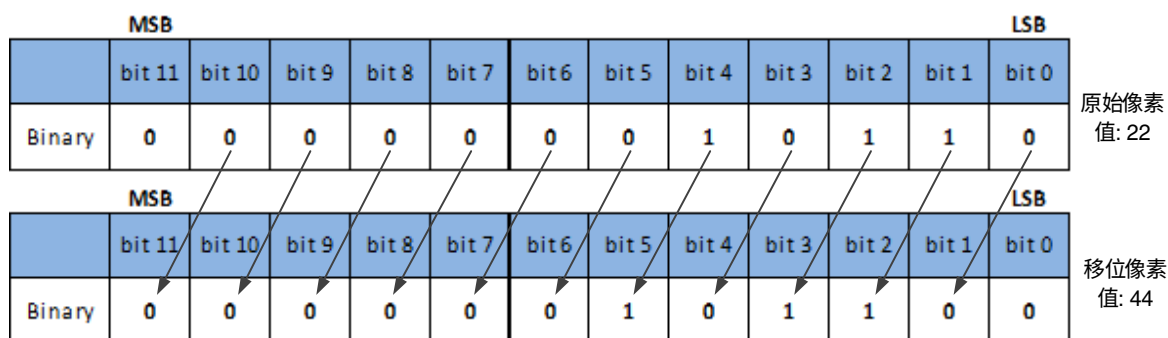 MSB LSB
bit 11 bit 10 bit 9 bit 8 bit 7 bit6 bit 5 bit 4 bit 3 bit 2 bit 1 bit 0
Binary 0 0 0 0 0 0 0 1 0 1 1 0
原始像素
值: 22
MSB LSB
bit 11 bit 10 bit 9 bit 8 bit 7 bit6 bit 5 bit 4 bit 3 bit 2 bit 1 bit 0
Binary 0 0 0 0 0 0 1 0 1 1 0 0
移位像素
值: 44